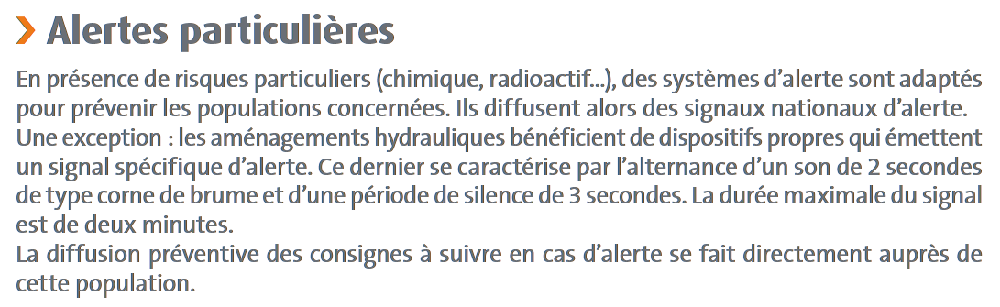 Alertes particulières
En présence de risques particuliers (chimique, radioactif...), des systèmes d'alerte sont adaptés
pour prévenir les populations concernées. Ils diffusent alors des signaux nationaux d'alerte.
Une exception : les aménagements hydrauliques bénéficient de dispositifs propres qui émettent
un signal spécifique d'alerte. Ce dernier se caractérise par l'alternance d'un son de 2 secondes
de type corne de brume et d'une période de silence de 3 secondes. La durée maximale du signal
est de deux minutes.
La diffusion préventive des consignes à suivre en cas d'alerte se fait directement auprès de
cette population.